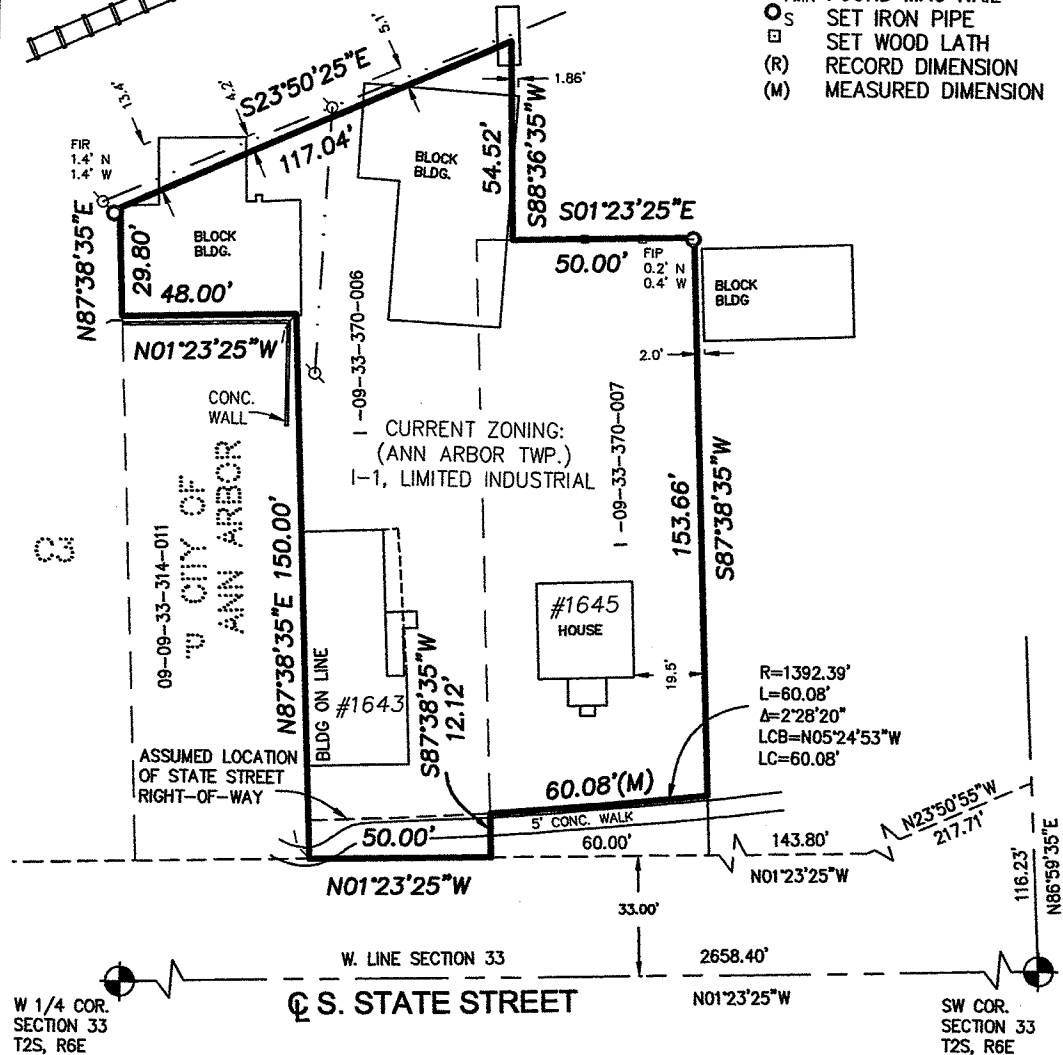 FOUND MAG NAIL
S SET IRON PIPE
SET WOOD LATH
(R) RECORD DIMENSION
(M) MEASURED DIMENSION
5.1'
S23°50'25"E
4.2'
13.4'
117.04'
1.86'
FIR
1.4' N
1.4' W
BLOCK
BLDG.
54.52'
S88°36'35"W
N87°38'35"E
29.80'
BLOCK
BLDG.
S01°23'25"E
50.00'
FIP
0.2' N
0.4' W
BLOCK
BLDG
48.00'
N01°23'25"W
2.0'
CONC.
WALL
1-09-33-370-006
CURRENT ZONING:
(ANN ARBOR TWP.)
I-1, LIMITED INDUSTRIAL
1-09-33-370-007
153.66'
S87°38'35"W
09-09-33-314-011
CITY OF
ANN ARBOR
N87°38'35"E 150.00'
BLDG ON LINE
#1643
S87°38'35"W
12.12'
#1645
HOUSE
19.5'
R=1392.39'
L=60.08'
Δ=2°28'20"
LCB=N05°24'53"W
LC=60.08'
ASSUMED LOCATION
OF STATE STREET
RIGHT-OF-WAY
60.08'(M)
5' CONC. WALK
50.00'
60.00'
143.80'
N23°50'55"W
217.71'
N01°23'25"W
N01°23'25"W
33.00'
116.23'
N86°59'35"E
W. LINE SECTION 33
2658.40'
℄ S. STATE STREET
N01°23'25"W
W 1/4 COR.
SECTION 33
T2S, R6E
SW COR.
SECTION 33
T2S, R6E